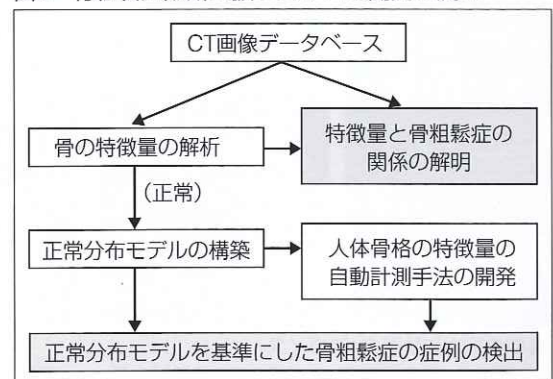 CT画像データベース
骨の特徴量の解析
特徴量と骨粗鬆症の
関係の解明
(正常)
正常分布モデルの構築
人体骨格の特徴量の
自動計測手法の開発
正常分布モデルを基準にした骨粗鬆症の症例の検出